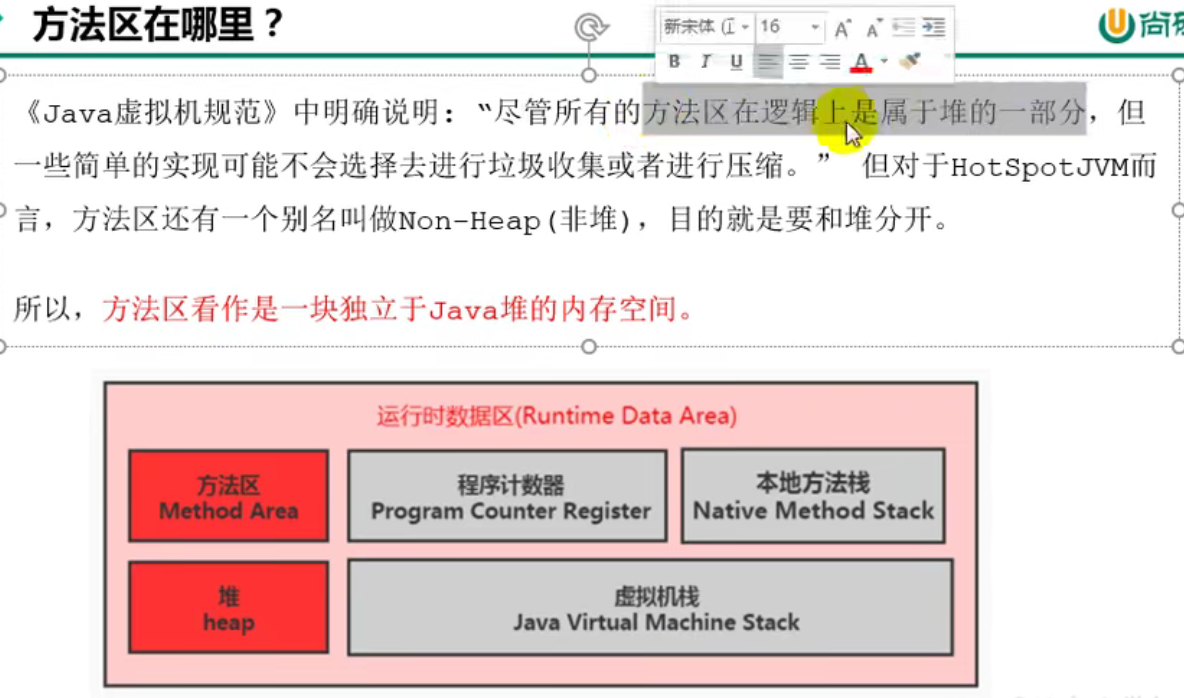 方法区在哪里？
新宋体 16 A A
B I U A
尚
《Java虚拟机规范》中明确说明：“尽管所有的方法区在逻辑上是属于堆的一部分，但
一些简单的实现可能不会选择去进行垃圾收集或者进行压缩。” 但对于HotSpotJVM而
言，方法区还有一个别名叫做Non-Heap(非堆)，目的就是要和堆分开。
所以，方法区看作是一块独立于Java堆的内存空间。
运行时数据区(Runtime Data Area)
方法区
Method Area
程序计数器
Program Counter Register
本地方法栈
Native Method Stack
堆
heap
虚拟机栈
Java Virtual Machine Stack